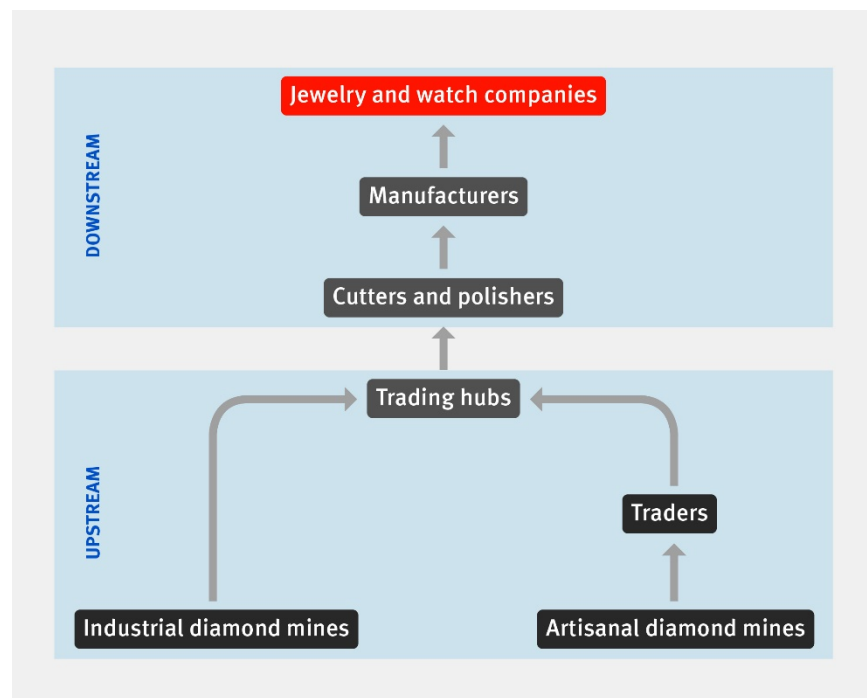 DOWNSTREAM
Jewelry and watch companies
Manufacturers
Cutters and polishers
UPSTREAM
Trading hubs
Traders
Industrial diamond mines
Artisanal diamond mines